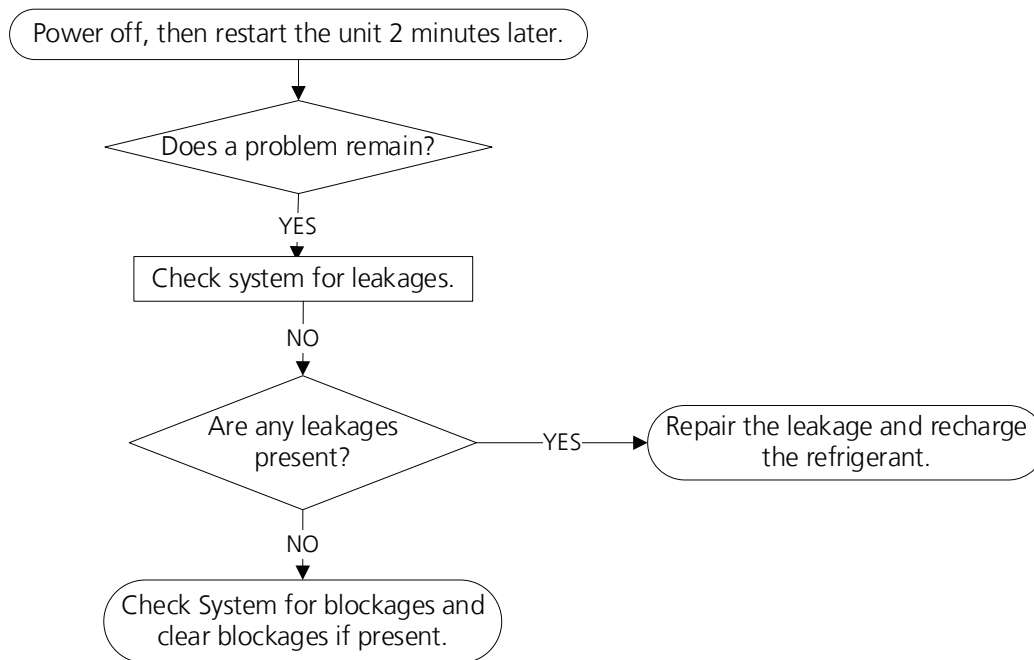 Power off, then restart the unit 2 minutes later.
Does a problem remain?
YES
Check system for leakages.
NO
Are any leakages
present?
YES
Repair the leakage and recharge
the refrigerant.
NO
Check System for blockages and
clear blockages if present.